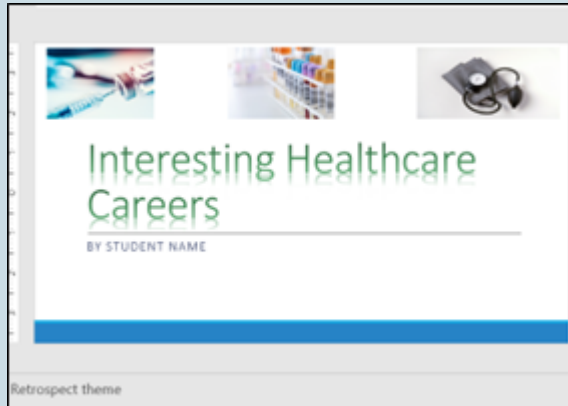 Interesting Healthcare
Careers
BY STUDENT NAME
Retrospect theme